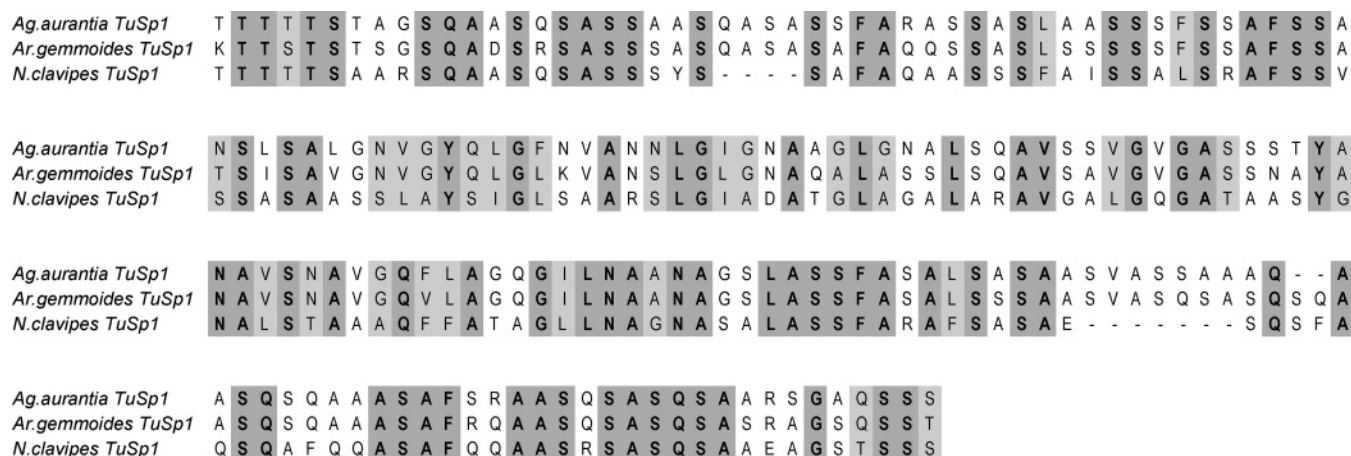 Ag.aurantia TuSp1 T T T T T S T A G S Q A A S Q S A S S S A A S Q A S A S S F A R A S S A S L A A S S S F S S A F S S A
Ar.gemmoides TuSp1 K T T S T S T S G S Q A D S R S A S S S A S Q A S A S A F A Q Q S S A S L S S S S S F S S A F S S A
N.clavipes TuSp1 T T T T T S A A R S Q A A S Q S A S S S Y S - - - - S A F A Q A A S S S F A I S S A L S R A F S S V
Ag.aurantia TuSp1 N S L S A L G N V G Y Q L G F N V A N N L G I G N A A G L G N A L S Q A V S S V G V G A S S S T Y A
Ar.gemmoides TuSp1 T S I S A V G N V G Y Q L G L K V A N S L G L G N A Q A L A S S L S Q A V S A V G V G A S S N A Y A
N.clavipes TuSp1 S S A S A A S S L A Y S I G L S A A R S L G I A D A T G L A G A L A R A V G A L G Q G A T A A S Y G
Ag.aurantia TuSp1 N A V S N A V G Q F L A G Q G I L N A A N A G S L A S S F A S A L S A S A A S V A S S A A A Q - - A
Ar.gemmoides TuSp1 N A V S N A V G Q V L A G Q G I L N A A N A G S L A S S F A S A L S S S A A S V A S Q S A S Q S Q A
N.clavipes TuSp1 N A L S T A A A Q F F A T A G L L N A G N A S A L A S S F A R A F S A S A E - - - - - - - S Q S F A
Ag.aurantia TuSp1 A S Q S Q A A A S A F S R A A S Q S A S Q S A A R S G A Q S S S
Ar.gemmoides TuSp1 A S Q S Q A A A S A F R Q A A S Q S A S Q S A S R A G S Q S S T
N.clavipes TuSp1 Q S Q A F Q Q A S A F Q Q A A S R S A S Q S A A E A G S T S S S